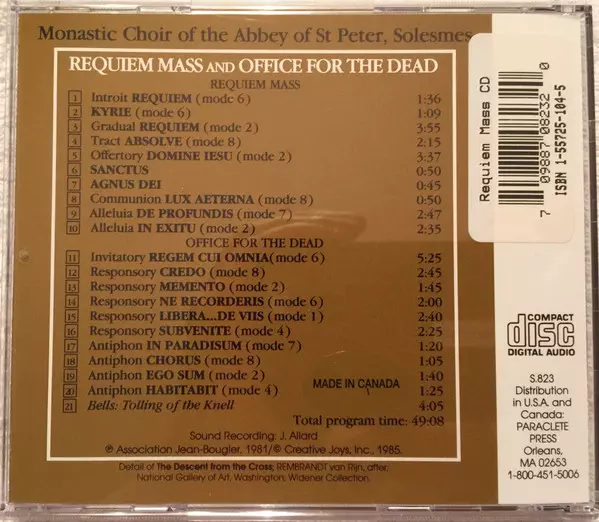 Monastic Choir of the Abbey of St Peter, Solesmes
REQUIEM MASS AND OFFICE FOR THE DEAD
REQUIEM MASS
1 Introit REQUIEM (mode 6) 1:36
2 KYRIE (mode 6) 1:09
3 Gradual REQUIEM (mode 2) 3:55
4 Tract ABSOLVE (mode 8) 2:15
5 Offertory DOMINE IESU (mode 2) 3:37
6 SANCTUS 0:50
7 AGNUS DEI 0:45
8 Communion LUX AETERNA (mode 8) 0:50
9 Alleluia DE PROFUNDIS (mode 7) 2:47
10 Alleluia IN EXITU (mode 2) 2:35
OFFICE FOR THE DEAD
11 Invitatory REGEM CUI OMNIA(mode 6) 5:25
12 Responsory CREDO (mode 8) 2:45
13 Responsory MEMENTO (mode 2) 1:45
14 Responsory NE RECORDERIS (mode 6) 2:00
15 Responsory LIBERA...DE VIIS (mode 1) 2:40
16 Responsory SUBVENITE (mode 4) 2:25
17 Antiphon IN PARADISUM (mode 7) 1:20
18 Antiphon CHORUS (mode 8) 1:05
19 Antiphon EGO SUM (mode 2) 1:40
20 Antiphon HABITABIT (mode 4) 1:25
MADE IN CANADA
21 Bells: Tolling of the Knell 4:05
Total program time: 49:08
Sound Recording: J. Allard
℗ Association Jean-Bougler, 1981/© Creative Joys, Inc., 1985.
Detail of The Descent from the Cross; REMBRANDT van Rijn, after;
National Gallery of Art, Washington; Widener Collection.
Requiem Mass CD
7 09887 08232 0
ISBN 1-55725-104-5
COMPACT
disc
DIGITAL AUDIO
S.823
Distribution
in U.S.A. and
Canada:
PARACLETE
PRESS
Orleans,
MA 02653
1-800-451-5006